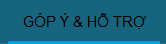 GÓP Ý & HỖ TRỢ